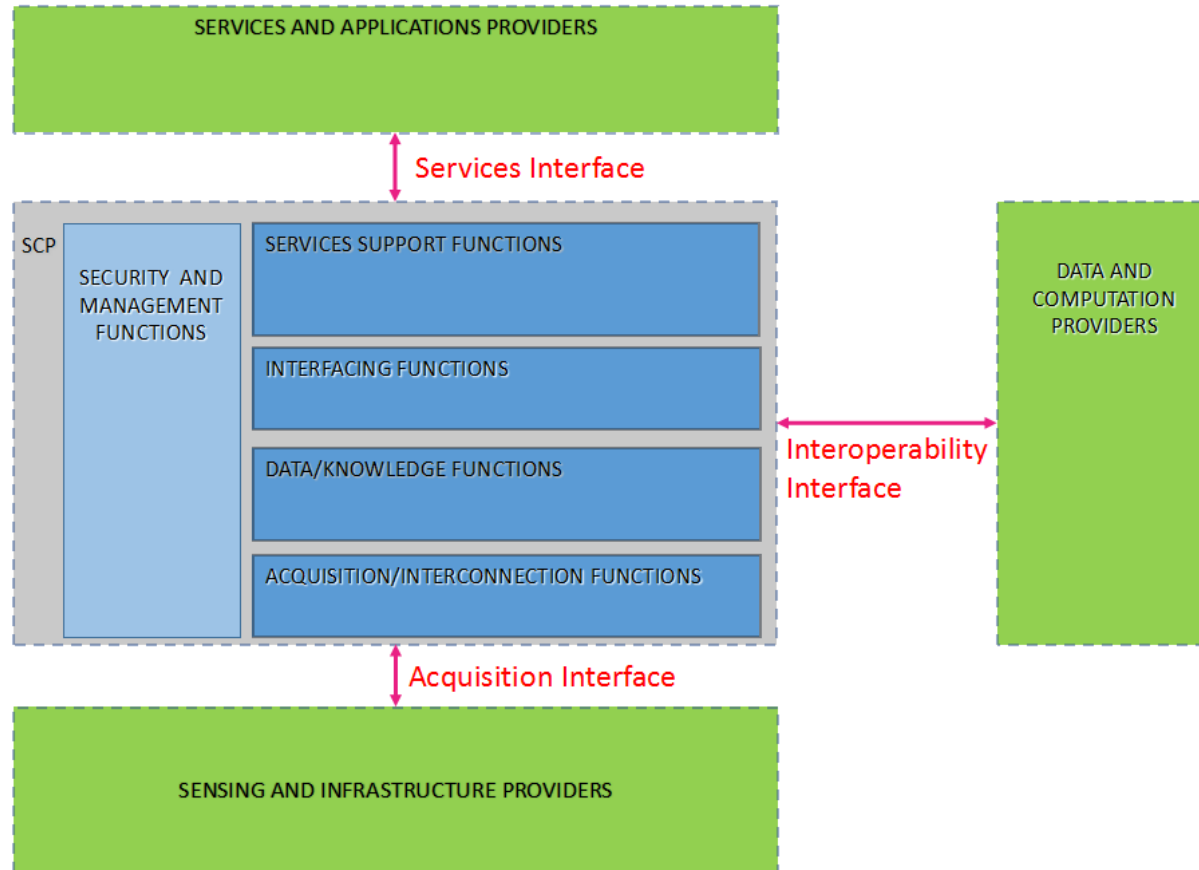 SERVICES AND APPLICATIONS PROVIDERS
Services Interface
SCP
SECURITY AND
MANAGEMENT
FUNCTIONS
SERVICES SUPPORT FUNCTIONS
INTERFACING FUNCTIONS
DATA/KNOWLEDGE FUNCTIONS
ACQUISITION/INTERCONNECTION FUNCTIONS
DATA AND
COMPUTATION
PROVIDERS
Interoperability
Interface
Acquisition Interface
SENSING AND INFRASTRUCTURE PROVIDERS